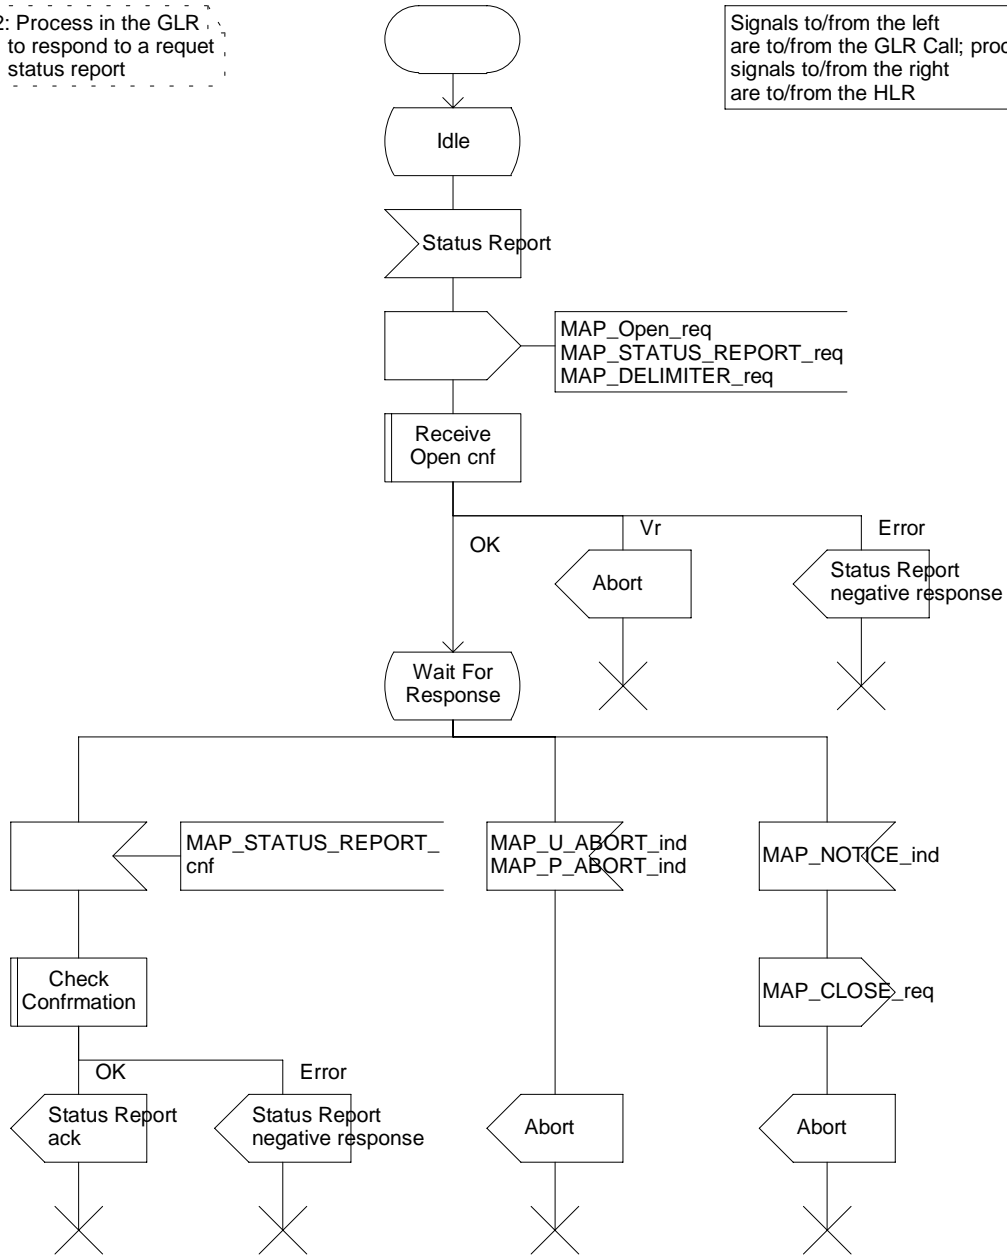 2: Process in the GLR
to respond to a requet
status report
Signals to/from the left
are to/from the GLR Call;
signals to/from the right
are to/from the HLR
Idle
Status Report
MAP_Open_req
MAP_STATUS_REPORT_req
MAP_DELIMITER_req
Receive
Open cnf
OK
Vr
Error
Abort
Status Report
negative response
Wait For
Response
MAP_STATUS_REPORT_
cnf
MAP_U_ABORT_ind
MAP_P_ABORT_ind
MAP_NOTICE_ind
Check
Confrmation
MAP_CLOSE_req
OK
Error
Status Report
ack
Status Report
negative response
Abort
Abort